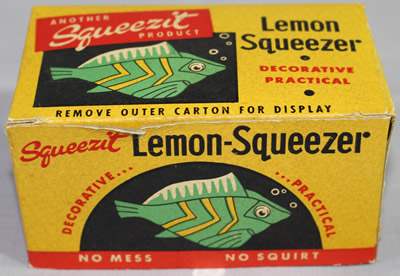 ANOTHER
Squeezit
PRODUCT
Lemon
Squeezer
DECORATIVE
PRACTICAL
REMOVE OUTER CARTON FOR DISPLAY
Squeezit Lemon-Squeezer
DECORATIVE... ...PRACTICAL
NO MESS NO SQUIRT